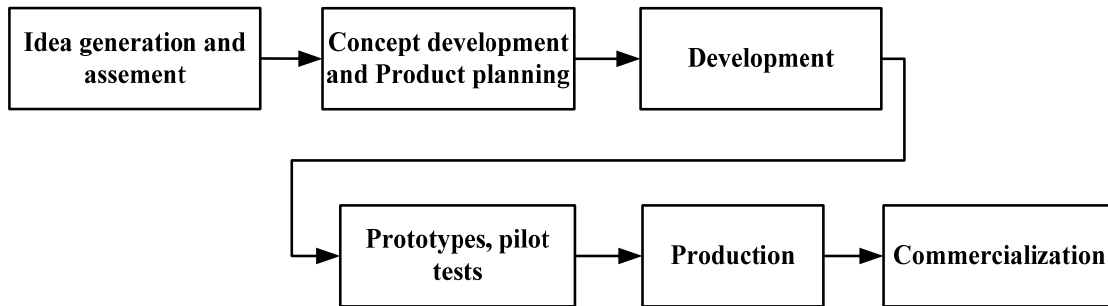 Idea generation and
assement
Concept development
and Product planning
Development
Prototypes, pilot
tests
Production
Commercialization